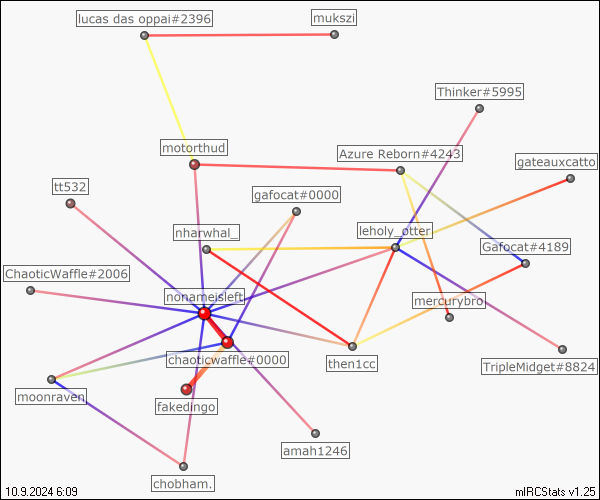 lucas das oppai#2396
mukszi
Thinker#5995
motorthud
Azure Reborn#4243
gateauxcatto
tt532
gafocat#0000
nharwhal_
leholy_otter
Gafocat#4189
ChaoticWaffle#2006
nonameisleft
mercurybro
chaoticwaffle#0000
then1cc
TripleMidget#8824
moonraven
fakedingo
amah1246
chobham.
10.9.2024 6:09
mIRCStats v1.25